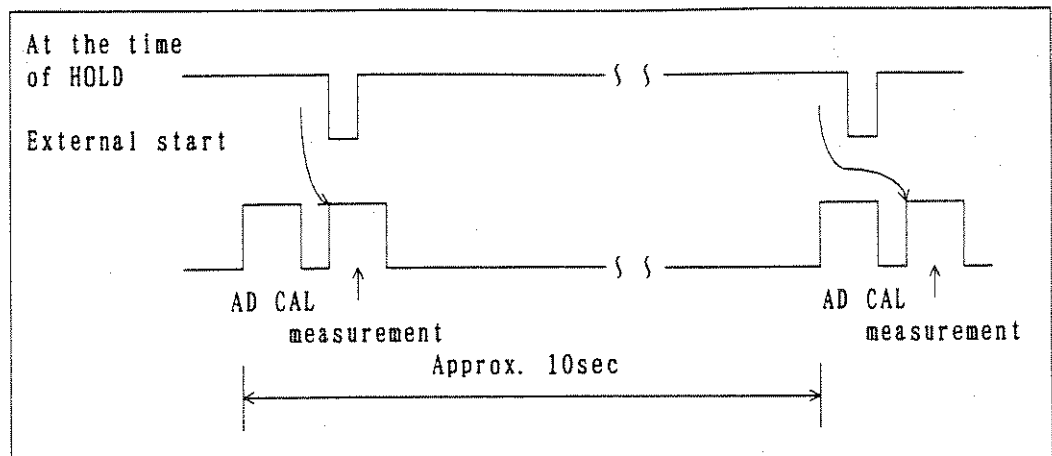 At the time
of HOLD
External start
AD CAL
measurement
AD CAL
measurement
Approx. 10sec